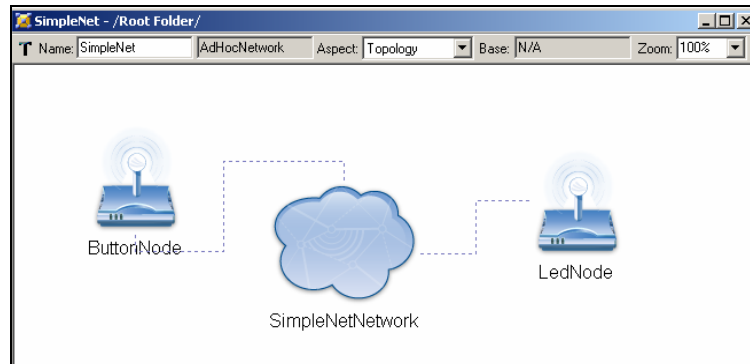 SimpleNet - /Root Folder/
Name: SimpleNet AdHocNetwork Aspect: Topology Base: N/A Zoom: 100%
ButtonNode
LedNode
SimpleNetNetwork